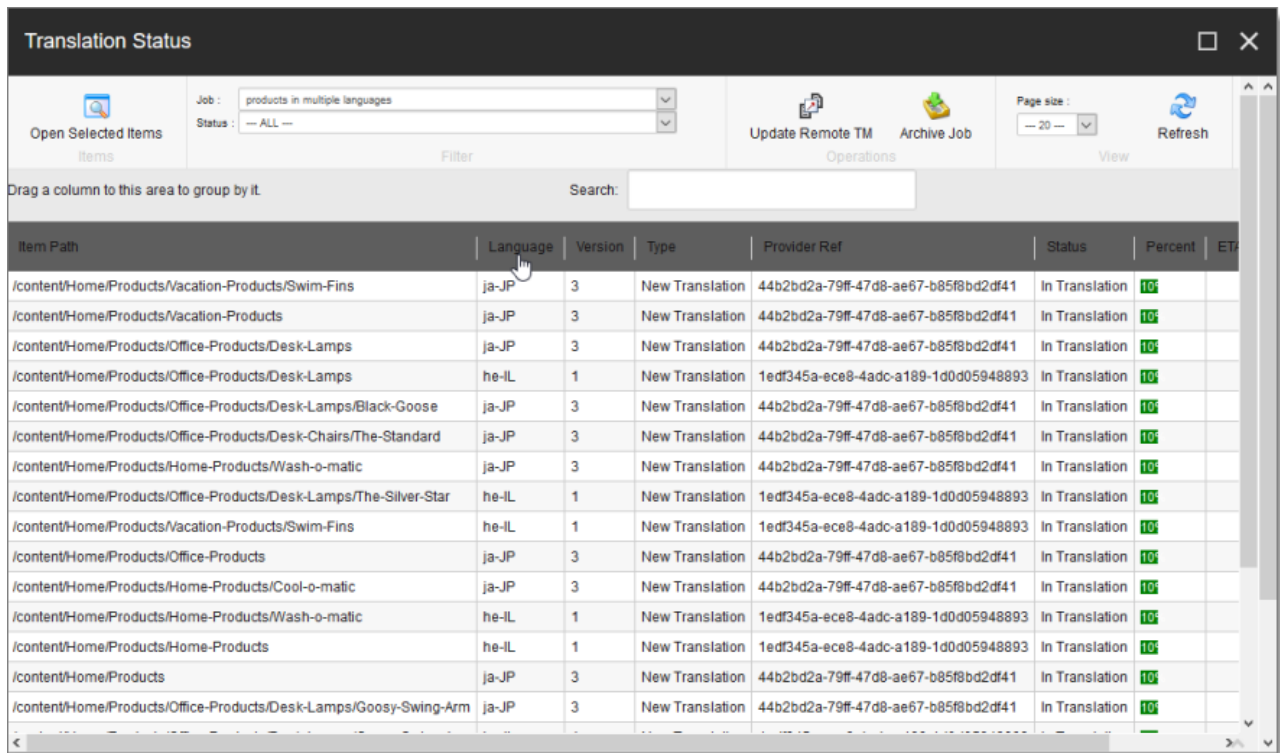 Translation Status
Open Selected Items
Items
Job :
products in multiple languages
Status :
--- ALL ---
Filter
Update Remote TM
Archive Job
Operations
Page size :
--- 20 ---
Refresh
View
Drag a column to this area to group by it.
Search:
Item Path Language Version Type Provider Ref Status Percent
/content/Home/Products/Vacation-Products/Swim-Fins ja-JP 3 New Translation 44b2bd2a-79ff-47d8-ae67-b85f8bd2df41 In Translation
/content/Home/Products/Vacation-Products ja-JP 3 New Translation 44b2bd2a-79ff-47d8-ae67-b85f8bd2df41 In Translation
/content/Home/Products/Office-Products/Desk-Lamps ja-JP 3 New Translation 44b2bd2a-79ff-47d8-ae67-b85f8bd2df41 In Translation
/content/Home/Products/Office-Products/Desk-Lamps he-IL 1 New Translation 1edf345a-ece8-4adc-a189-1d0d05948893 In Translation
/content/Home/Products/Office-Products/Desk-Lamps/Black-Goose ja-JP 3 New Translation 44b2bd2a-79ff-47d8-ae67-b85f8bd2df41 In Translation
/content/Home/Products/Office-Products/Desk-Chairs/The-Standard ja-JP 3 New Translation 44b2bd2a-79ff-47d8-ae67-b85f8bd2df41 In Translation
/content/Home/Products/Home-Products/Wash-o-matic ja-JP 3 New Translation 44b2bd2a-79ff-47d8-ae67-b85f8bd2df41 In Translation
/content/Home/Products/Office-Products/Desk-Lamps/The-Silver-Star he-IL 1 New Translation 1edf345a-ece8-4adc-a189-1d0d05948893 In Translation
/content/Home/Products/Vacation-Products/Swim-Fins he-IL 1 New Translation 1edf345a-ece8-4adc-a189-1d0d05948893 In Translation
/content/Home/Products/Office-Products ja-JP 3 New Translation 44b2bd2a-79ff-47d8-ae67-b85f8bd2df41 In Translation
/content/Home/Products/Home-Products/Cool-o-matic ja-JP 3 New Translation 44b2bd2a-79ff-47d8-ae67-b85f8bd2df41 In Translation
/content/Home/Products/Home-Products/Wash-o-matic he-IL 1 New Translation 1edf345a-ece8-4adc-a189-1d0d05948893 In Translation
/content/Home/Products/Home-Products he-IL 1 New Translation 1edf345a-ece8-4adc-a189-1d0d05948893 In Translation
/content/Home/Products ja-JP 3 New Translation 44b2bd2a-79ff-47d8-ae67-b85f8bd2df41 In Translation
/content/Home/Products/Office-Products/Desk-Lamps/Goosy-Swing-Arm ja-JP 3 New Translation 44b2bd2a-79ff-47d8-ae67-b85f8bd2df41 In Translation